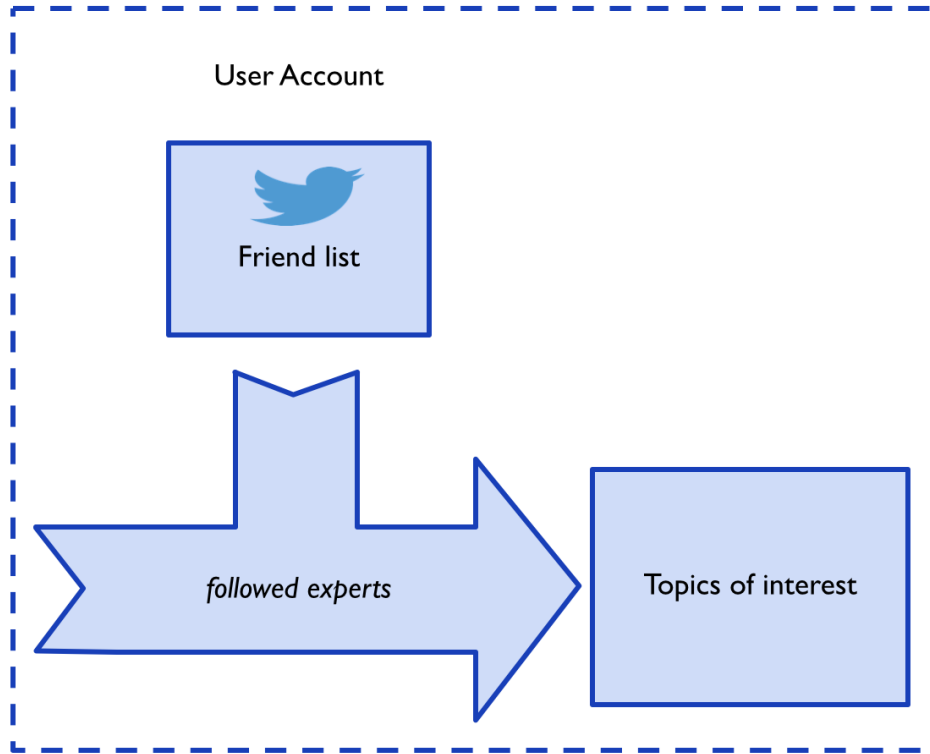 User Account
Friend list
followed experts
Topics of interest